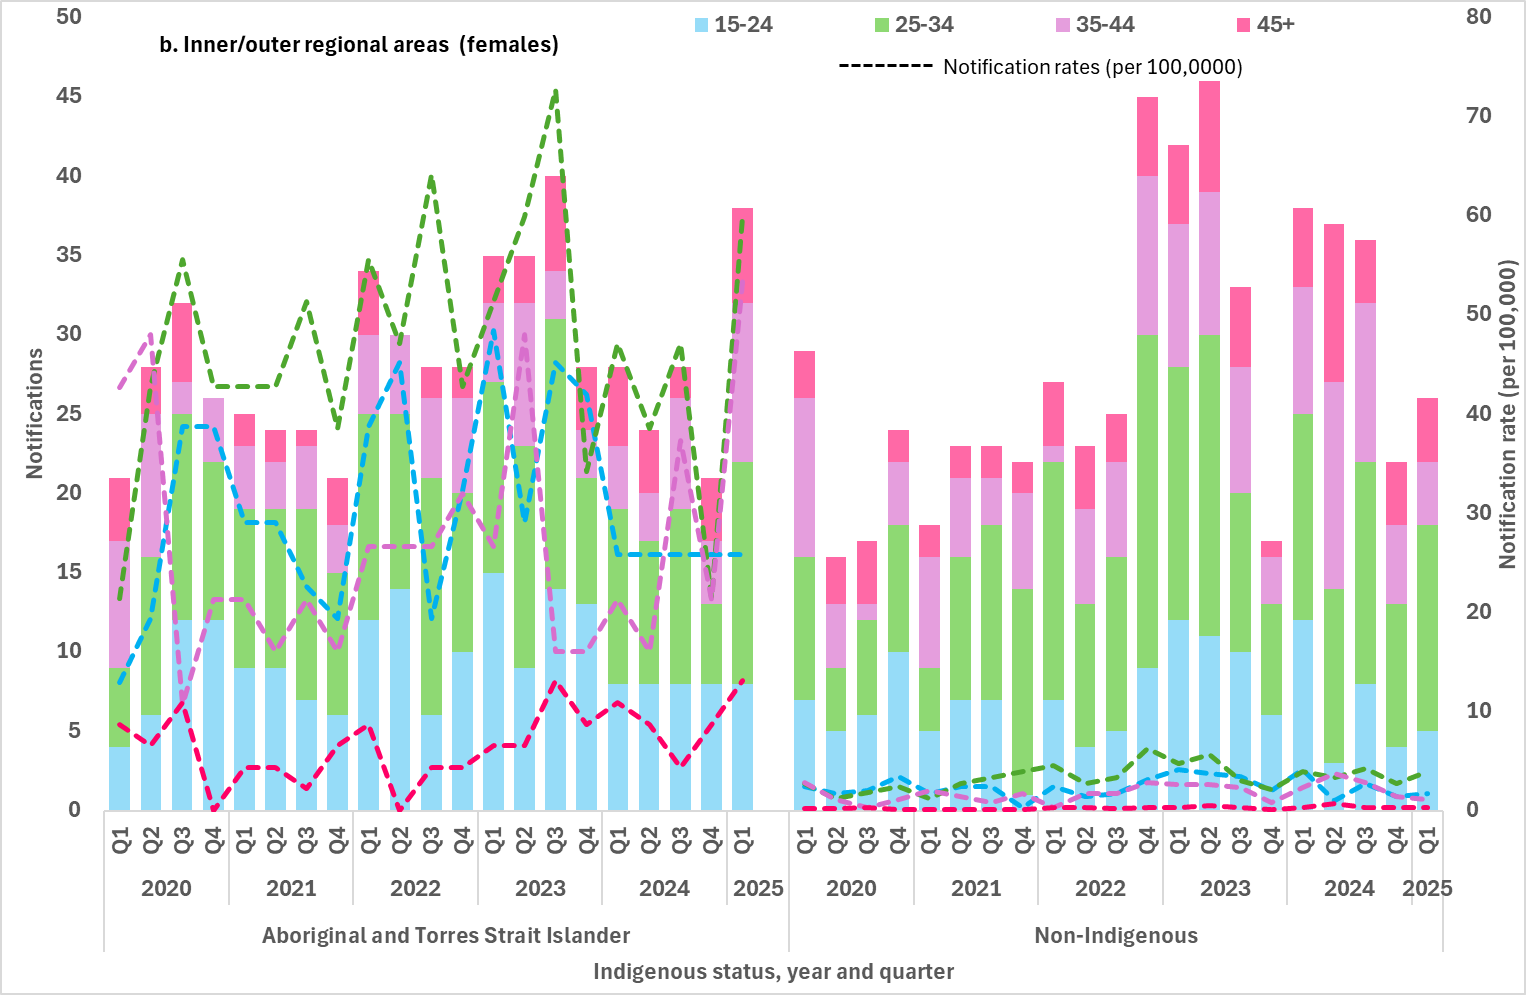 50
45
40
35
30
25
20
15
10
5
0
Notifications
b. Inner/outer regional areas (females)
15-24 25-34 35-44 45+
Notification rates (per 100,0000)
80
70
60
50
40
30
20
10
0
Notification rate (per 100,000)
Q1 Q2 Q3 Q4 Q1 Q2 Q3 Q4 Q1 Q2 Q3 Q4 Q1 Q2 Q3 Q4 Q1 Q2 Q3 Q4 Q1 Q1 Q2 Q3 Q4 Q1 Q2 Q3 Q4 Q1 Q2 Q3 Q4 Q1 Q2 Q3 Q4 Q1 Q2 Q3 Q4 Q1
2020 2021 2022 2023 2024 2025 2020 2021 2022 2023 2024 2025
Aboriginal and Torres Strait Islander Non-Indigenous
Indigenous status, year and quarter